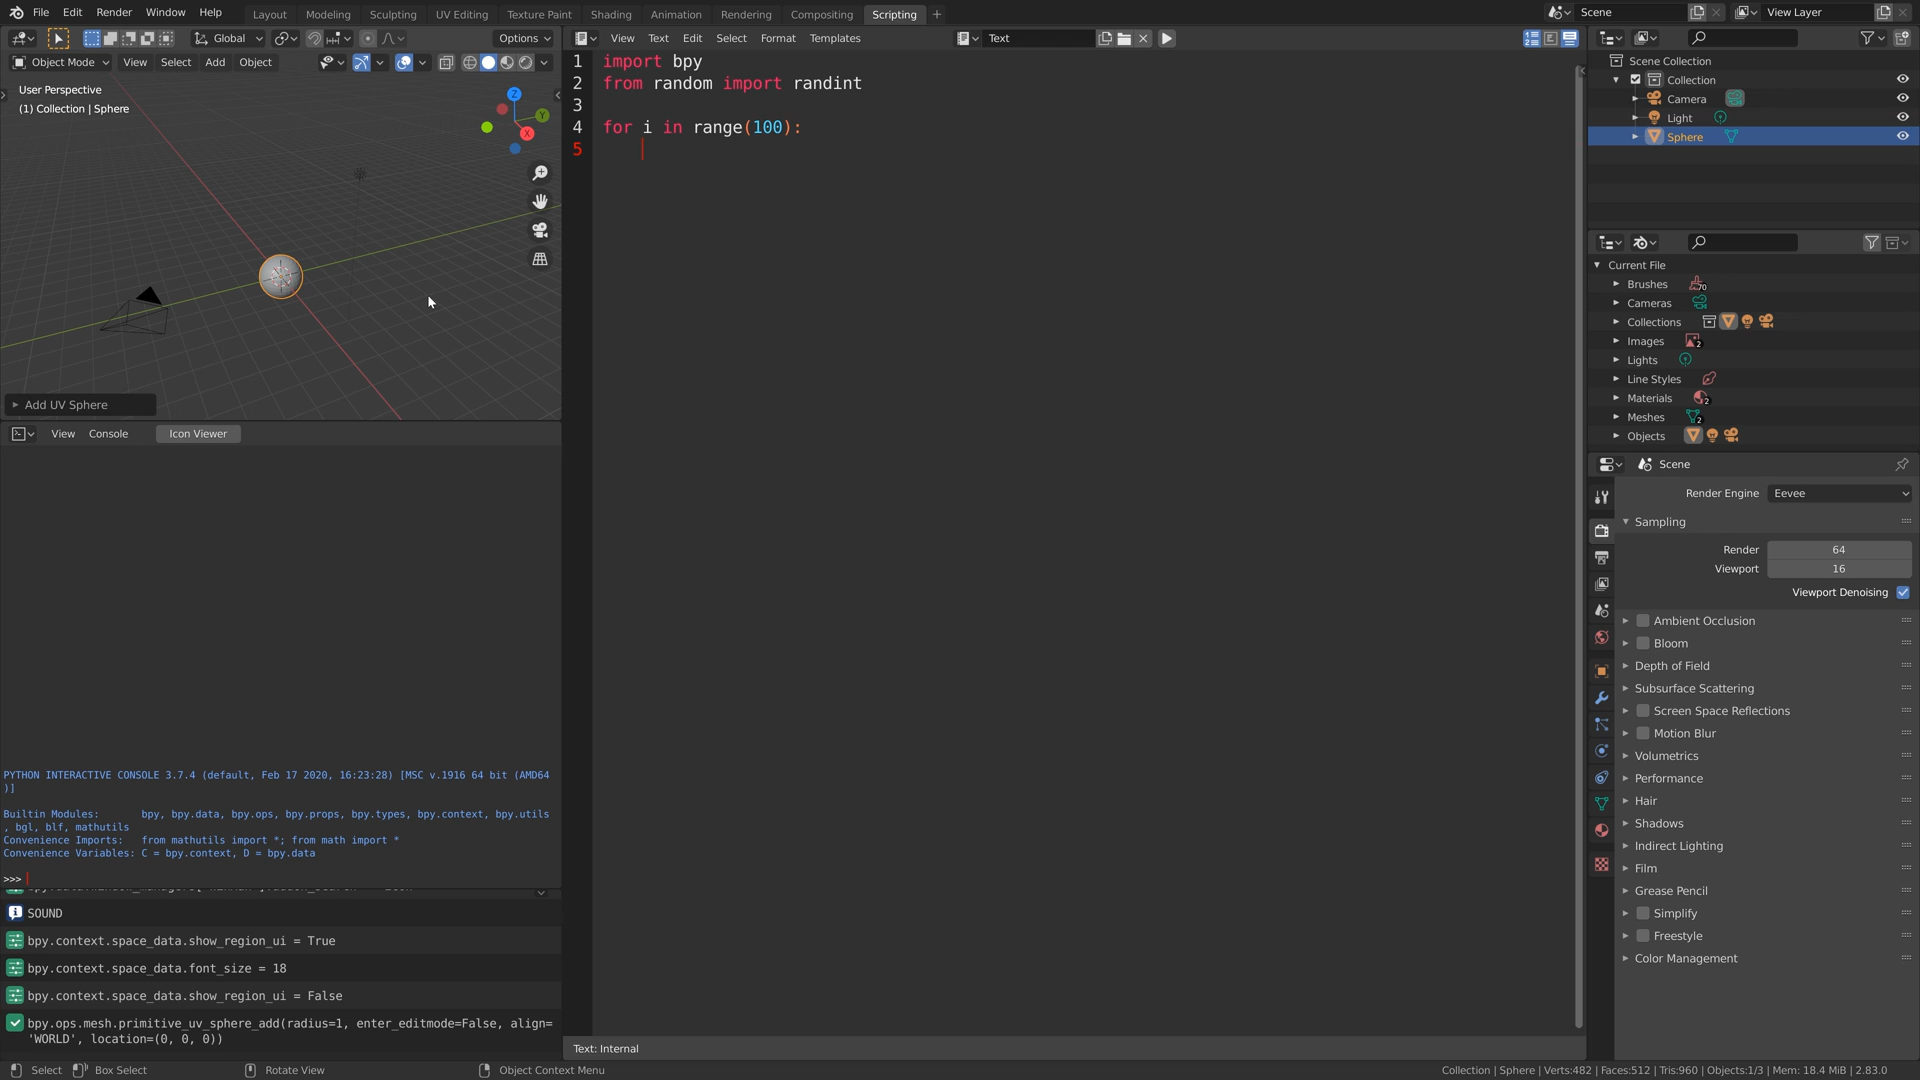 File Edit Render Window Help Layout Modeling Sculpting UV Editing Texture Paint Shading Animation Rendering Compositing Scripting + Scene View Layer
Global Options
Object Mode View Select Add Object
User Perspective
(1) Collection | Sphere
Z
Y
X
Add UV Sphere
View Console Icon Viewer
PYTHON INTERACTIVE CONSOLE 3.7.4 (default, Feb 17 2020, 16:23:28) [MSC v.1916 64 bit (AMD64
)]
Builtin Modules: bpy, bpy.data, bpy.ops, bpy.props, bpy.types, bpy.context, bpy.utils
, bgl, blf, mathutils
Convenience Imports: from mathutils import *; from math import *
Convenience Variables: C = bpy.context, D = bpy.data
>>>
SOUND
bpy.context.space_data.show_region_ui = True
bpy.context.space_data.font_size = 18
bpy.context.space_data.show_region_ui = False
bpy.ops.mesh.primitive_uv_sphere_add(radius=1, enter_editmode=False, align=
'WORLD', location=(0, 0, 0))
View Text Edit Select Format Templates Text
1 import bpy
2 from random import randint
3
4 for i in range(100):
5
Text: Internal
Scene Collection
Collection
Camera
Light
Sphere
Current File
Brushes 70
Cameras
Collections
Images 2
Lights
Line Styles
Materials 2
Meshes 2
Objects
Scene
Render Engine Eevee
Sampling
Render 64
Viewport 16
Viewport Denoising
Ambient Occlusion
Bloom
Depth of Field
Subsurface Scattering
Screen Space Reflections
Motion Blur
Volumetrics
Performance
Hair
Shadows
Indirect Lighting
Film
Grease Pencil
Simplify
Freestyle
Color Management
Select Box Select Rotate View Object Context Menu Collection | Sphere | Verts:482 | Faces:512 | Tris:960 | Objects:1/3 | Mem: 18.4 MiB | 2.83.0